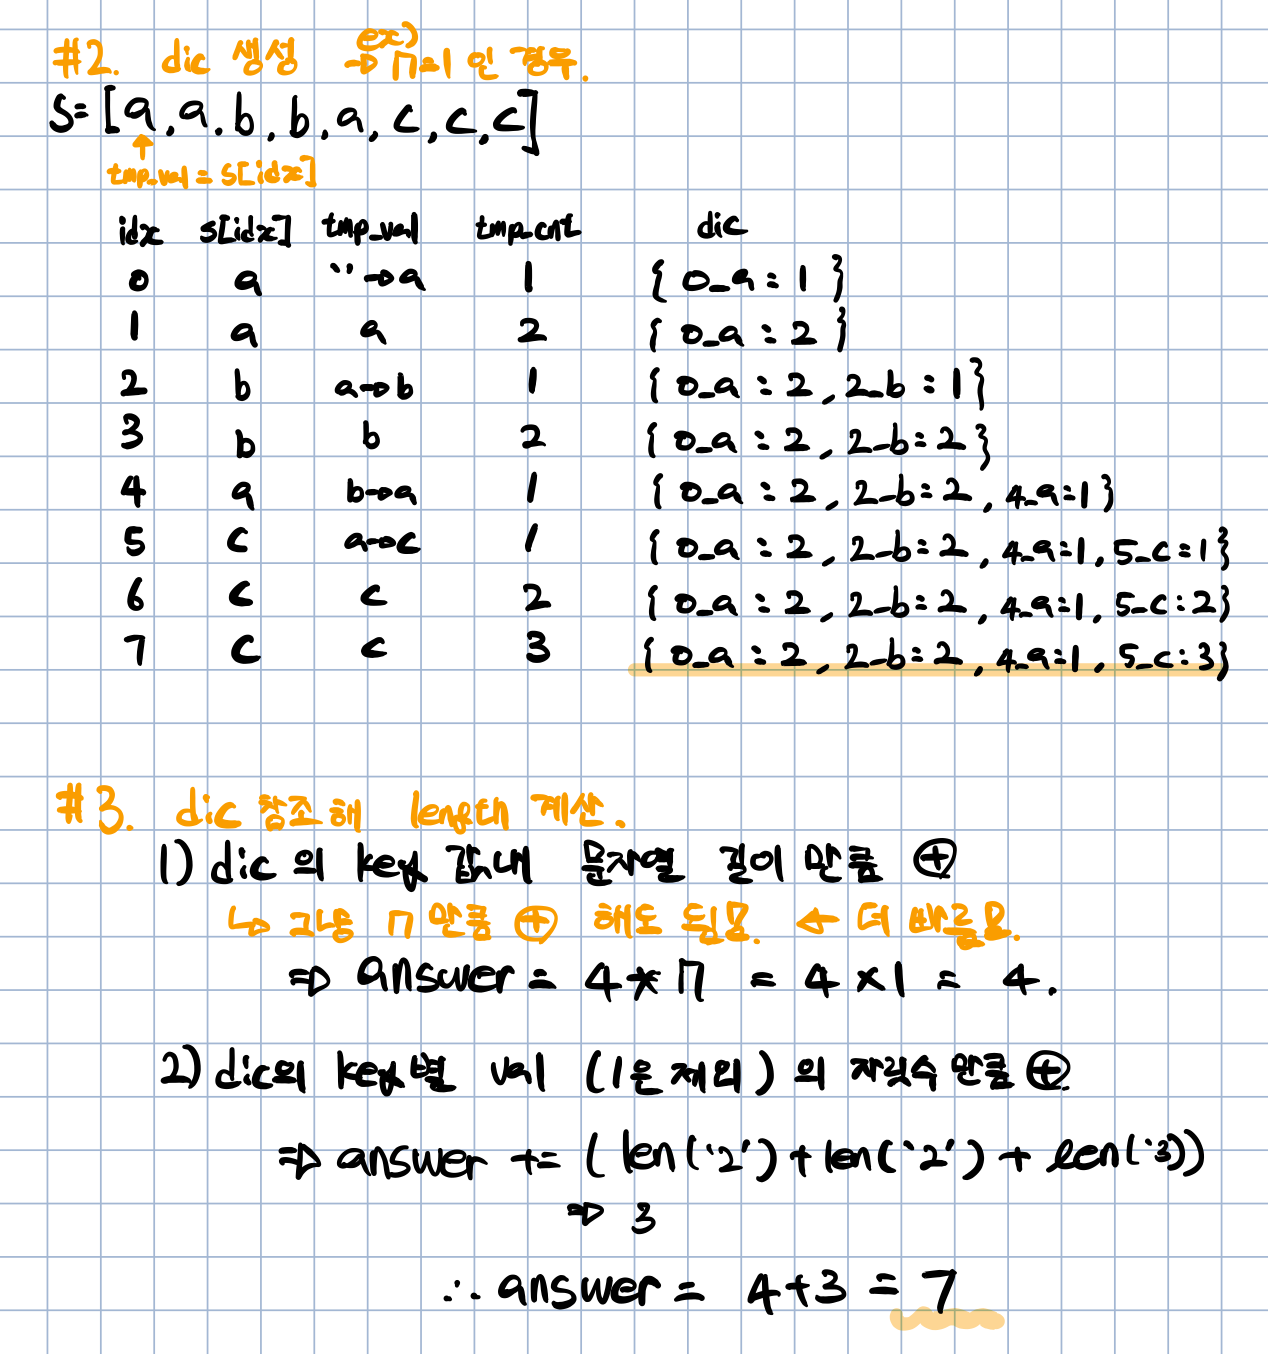 #2. dic 생성 ex) → n=1 인 경우.
S= [a, a. b, b, a, c, c, c]
↑
tmp_val = s[idx]
idx s[idx] tmp_val tmp_cnt dic
0 a ''→a 1 { 0_a : 1 }
1 a a 2 { 0_a : 2 }
2 b a→b 1 { 0_a : 2 , 2_b : 1 }
3 b b 2 { 0_a : 2 , 2_b : 2 }
4 a b→a 1 { 0_a : 2 , 2_b : 2 , 4_a : 1 }
5 c a→c 1 { 0_a : 2 , 2_b : 2 , 4_a : 1 , 5_c : 1 }
6 c c 2 { 0_a : 2 , 2_b : 2 , 4_a : 1 , 5_c : 2 }
7 c c 3 { 0_a : 2 , 2_b : 2 , 4_a : 1 , 5_c : 3 }
#3. dic 참조해 length 계산.
1) dic 의 key 값내 문자열 길이 만큼 ⊕
↳ 그냥 n 만큼 ⊕ 해도 됨요. ← 더 빠를요.
⇒ answer = 4 * n = 4 × 1 = 4.
2) dic의 key별 val (1은 제외) 의 자릿수 만큼 ⊕
⇒ answer += ( len('2') + len('2') + len('3))
⇒ 3
∴ answer = 4+3 = 7